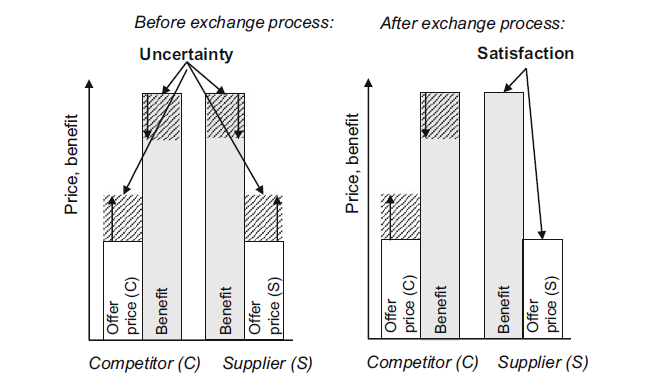 Before exchange process:
After exchange process:
Uncertainty
Satisfaction
Price, benefit
Offer
price (C)
Benefit
Benefit
Offer
price (S)
Competitor (C)
Supplier (S)
Price, benefit
Offer
price (C)
Benefit
Benefit
Offer
price (S)
Competitor (C)
Supplier (S)